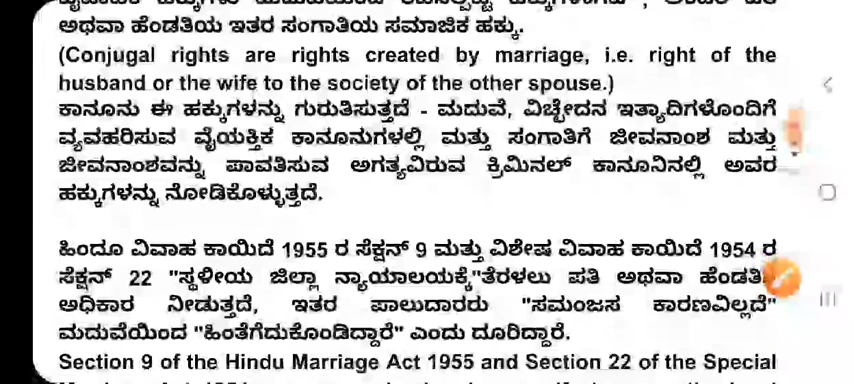 ಅಥವಾ ಹೆಂಡತಿಯ ಇತರ ಸಂಗಾತಿಯ ಸಮಾಜಿಕ ಹಕ್ಕು.
(Conjugal rights are rights created by marriage, i.e. right of the
husband or the wife to the society of the other spouse.)
ಕಾನೂನು ಈ ಹಕ್ಕುಗಳನ್ನು ಗುರುತಿಸುತ್ತದೆ - ಮದುವೆ, ವಿಚ್ಛೇದನ ಇತ್ಯಾದಿಗಳೊಂದಿಗೆ
ವ್ಯವಹರಿಸುವ ವೈಯಕ್ತಿಕ ಕಾನೂನುಗಳಲ್ಲಿ ಮತ್ತು ಸಂಗಾತಿಗೆ ಜೀವನಾಂಶ ಮತ್ತು
ಜೀವನಾಂಶವನ್ನು ಪಾವತಿಸುವ ಅಗತ್ಯವಿರುವ ಕ್ರಿಮಿನಲ್ ಕಾನೂನಿನಲ್ಲಿ ಅವರ
ಹಕ್ಕುಗಳನ್ನು ನೋಡಿಕೊಳ್ಳುತ್ತದೆ.
ಹಿಂದೂ ವಿವಾಹ ಕಾಯಿದೆ 1955 ರ ಸೆಕ್ಷನ್ 9 ಮತ್ತು ವಿಶೇಷ ವಿವಾಹ ಕಾಯಿದೆ 1954 ರ
ಸೆಕ್ಷನ್ 22 "ಸ್ಥಳೀಯ ಜಿಲ್ಲಾ ನ್ಯಾಯಾಲಯಕ್ಕೆ"ತೆರಳಲು ಪತಿ ಅಥವಾ
ಅಧಿಕಾರ ನೀಡುತ್ತದೆ, ಇತರ ಪಾಲುದಾರರು "ಸಮಂಜಸ ಕಾರಣವಿಲ್ಲದೆ"
ಮದುವೆಯಿಂದ "ಹಿಂತೆಗೆದುಕೊಂಡಿದ್ದಾರೆ" ಎಂದು ದೂರಿದ್ದಾರೆ.
Section 9 of the Hindu Marriage Act 1955 and Section 22 of the Special